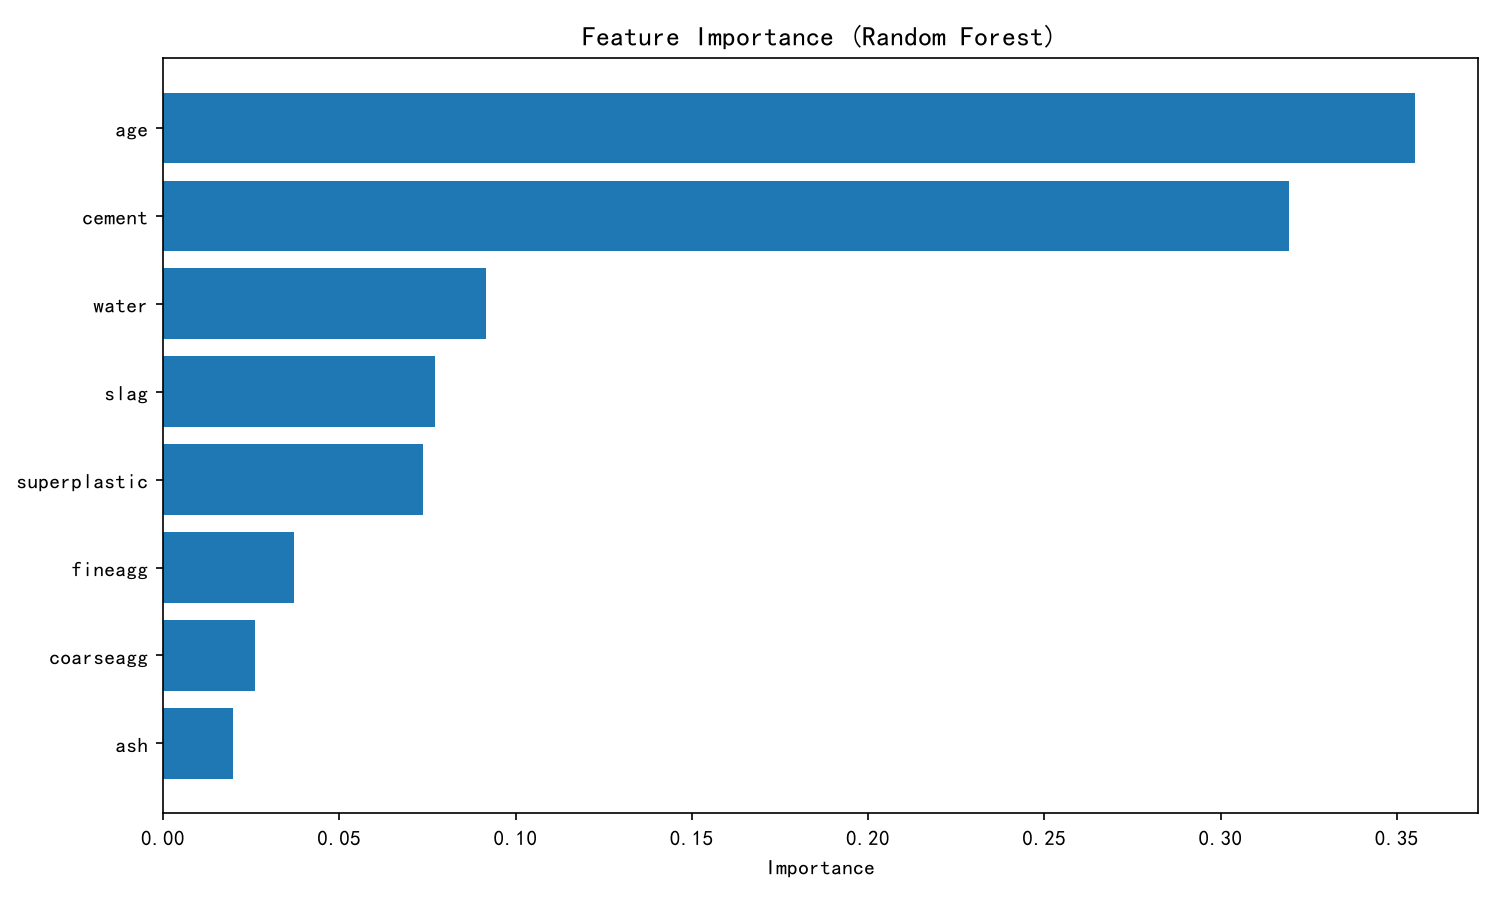 Feature Importance (Random Forest)
age
cement
water
slag
superplastic
fineagg
coarseagg
ash
0.00 0.05 0.10 0.15 0.20 0.25 0.30 0.35
Importance